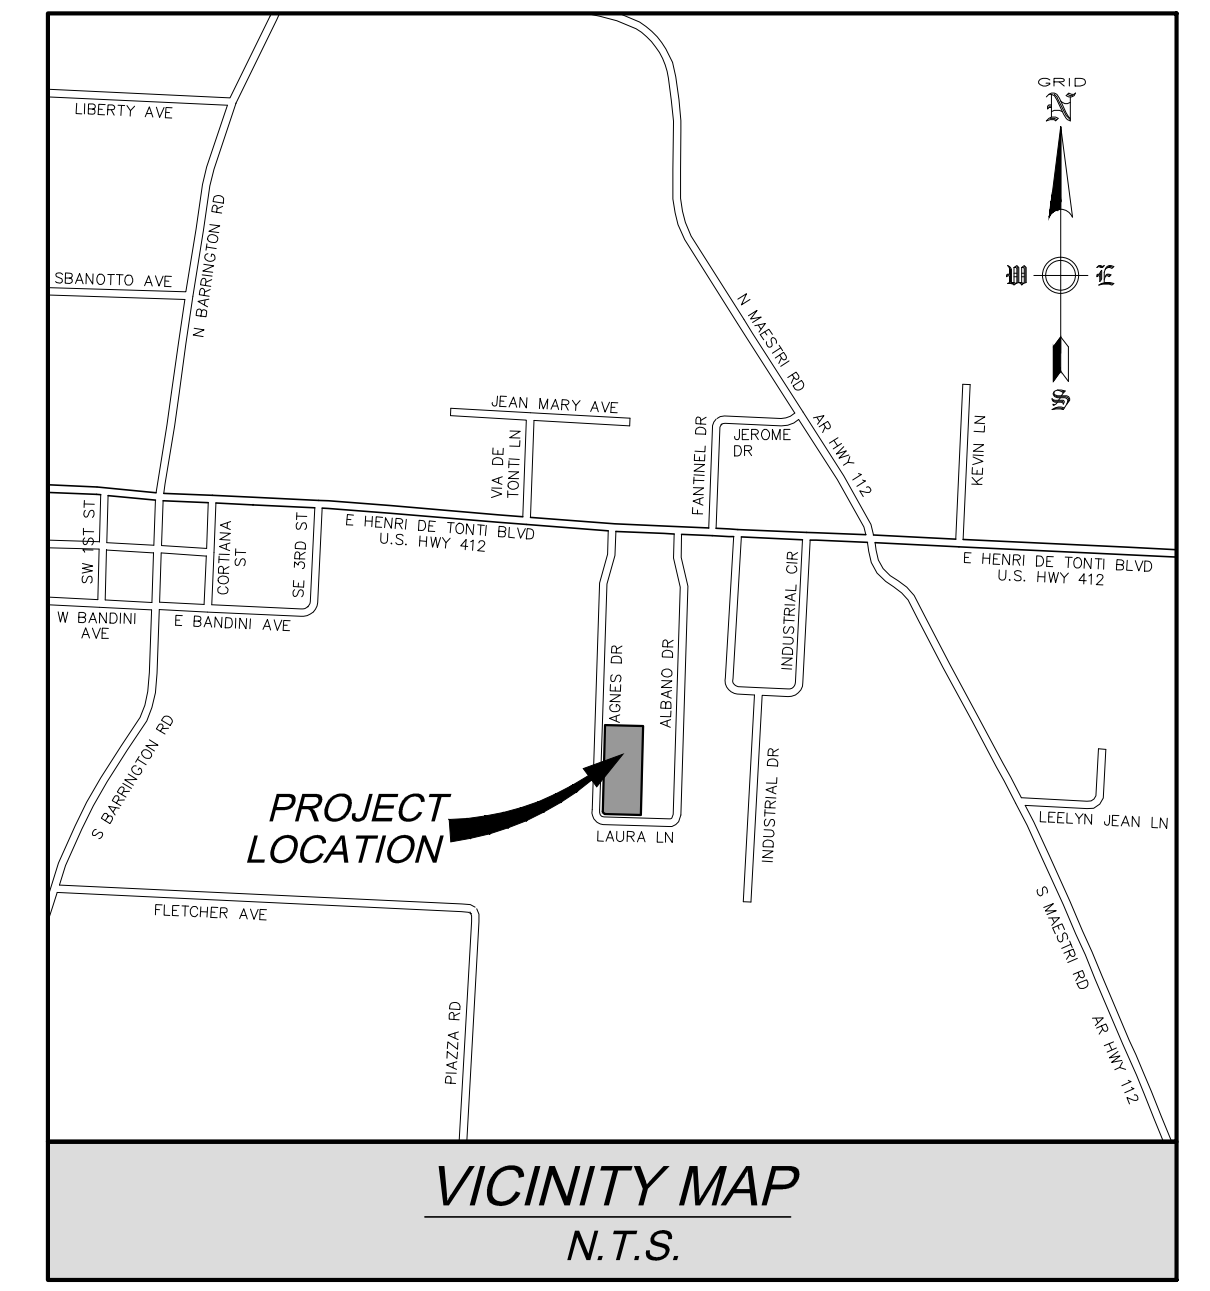 GRID
N
LIBERTY AVE
N BARRINGTON RD
SBANOTTO AVE
W
E
N MAESTRI RD
S
JEAN MARY AVE
AR HWY 112
VIA DE
TONTI LN
FANTINEL DR
JEROME
DR
KEVIN LN
SW 1ST ST
CORTIANA
ST
SE 3RD ST
E HENRI DE TONTI BLVD
U.S. HWY 412
E HENRI DE TONTI BLVD
U.S. HWY 412
INDUSTRIAL CIR
W BANDINI
AVE
E BANDINI AVE
AGNES DR
ALBANO DR
S BARRINGTON RD
INDUSTRIAL DR
PROJECT
LOCATION
LAURA LN
LEELYN JEAN LN
FLETCHER AVE
S MAESTRI RD
PIAZZA RD
AR HWY 112
VICINITY MAP
N.T.S.